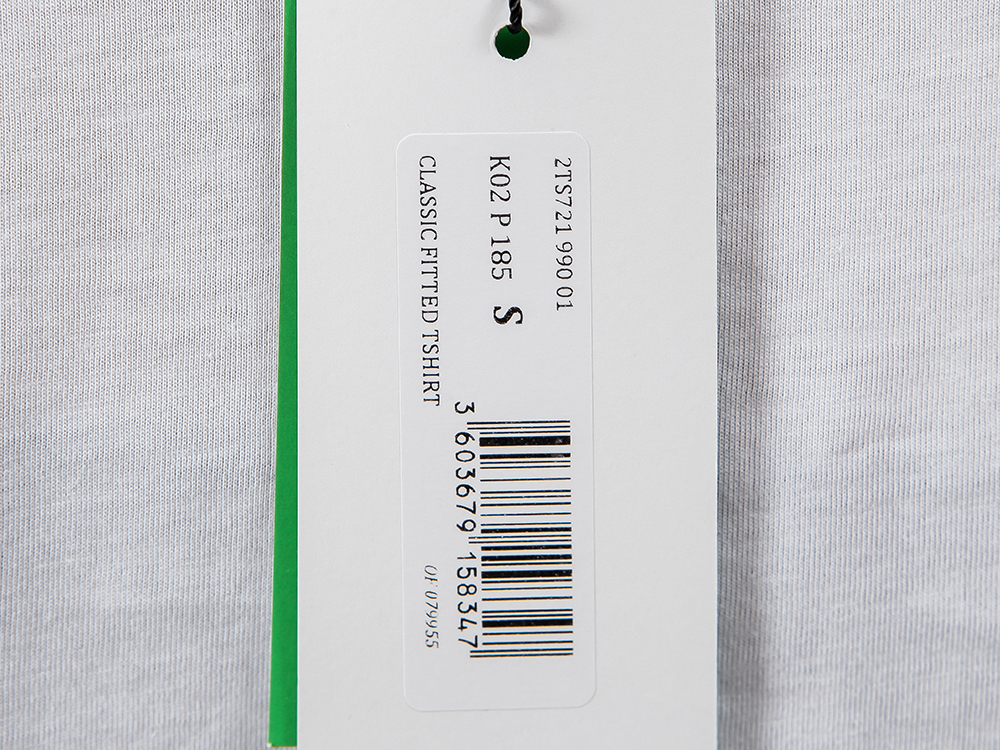 2TS721 990 01
K02 P 185 S
CLASSIC FITTED TSHIRT
3 603679 158347
OF 079955